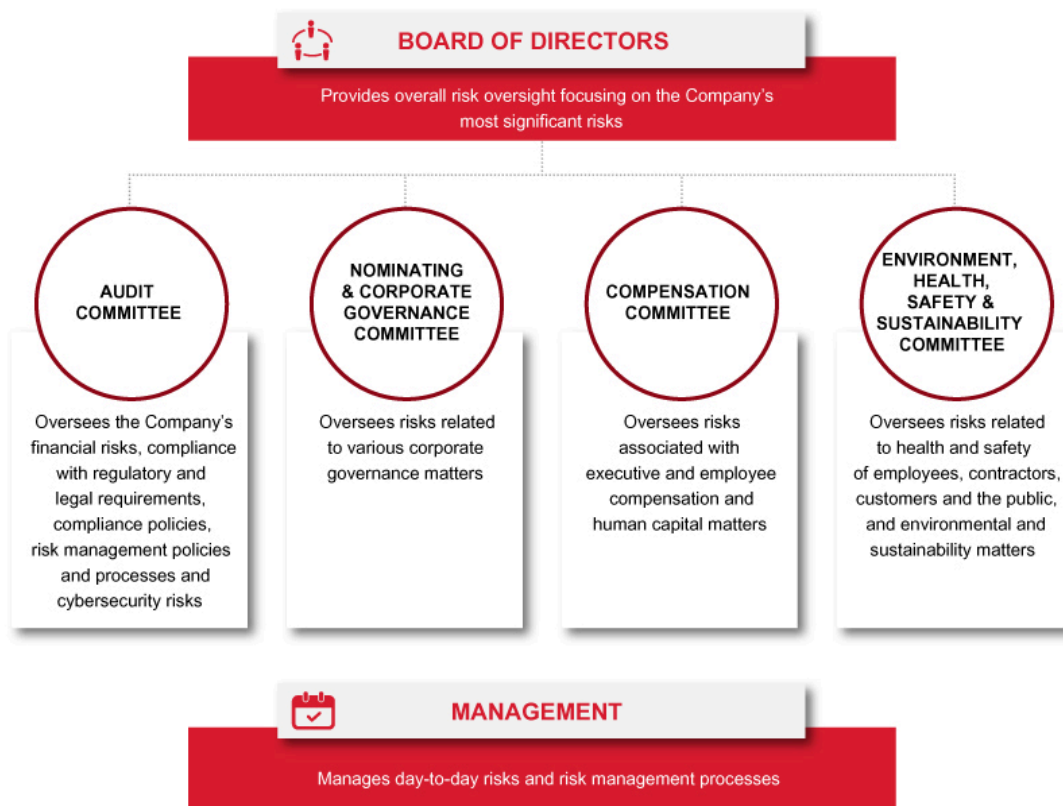 BOARD OF DIRECTORS
Provides overall risk oversight focusing on the Company's
most significant risks
AUDIT
COMMITTEE
Oversees the Company's
financial risks, compliance
with regulatory and
legal requirements,
compliance policies,
risk management policies
and processes and
cybersecurity risks
NOMINATING
& CORPORATE
GOVERNANCE
COMMITTEE
Oversees risks related
to various corporate
governance matters
COMPENSATION
COMMITTEE
Oversees risks
associated with
executive and employee
compensation and
human capital matters
ENVIRONMENT,
HEALTH,
SAFETY &
SUSTAINABILITY
COMMITTEE
Oversees risks related
to health and safety
of employees, contractors,
customers and the public,
and environmental and
sustainability matters
MANAGEMENT
Manages day-to-day risks and risk management processes